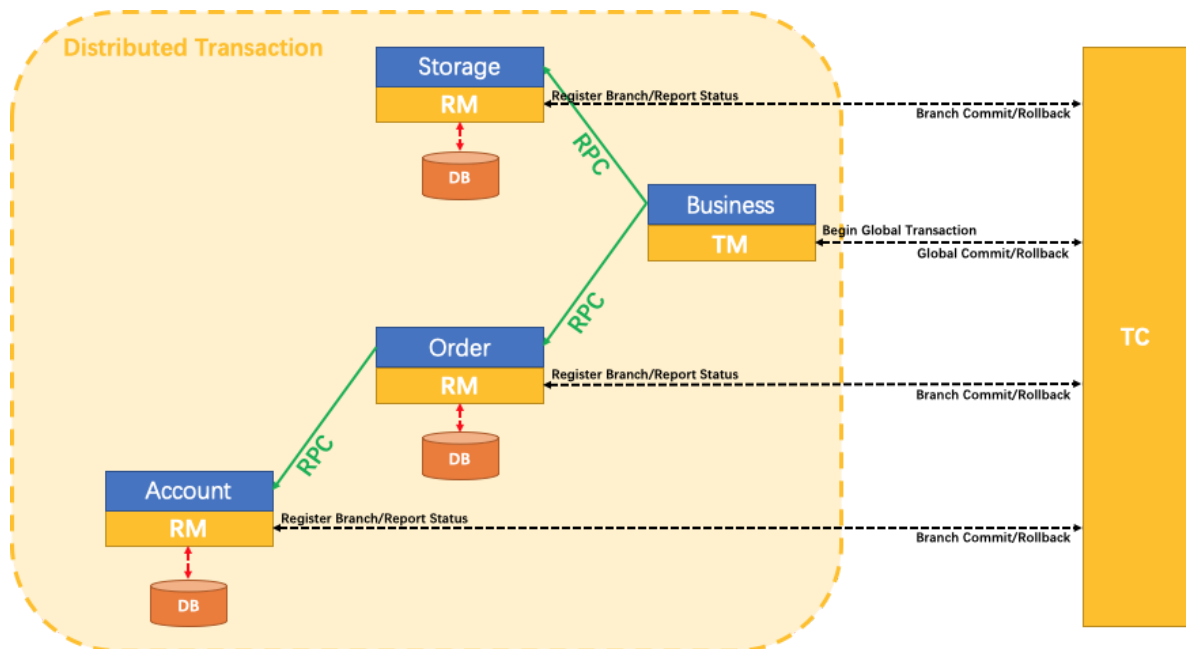 Distributed Transaction
Storage
RM
DB
Register Branch/Report Status
Branch Commit/Rollback
RPC
Business
TM
Begin Global Transaction
Global Commit/Rollback
TC
RPC
Order
RM
DB
Register Branch/Report Status
Branch Commit/Rollback
RPC
Account
RM
DB
Register Branch/Report Status
Branch Commit/Rollback